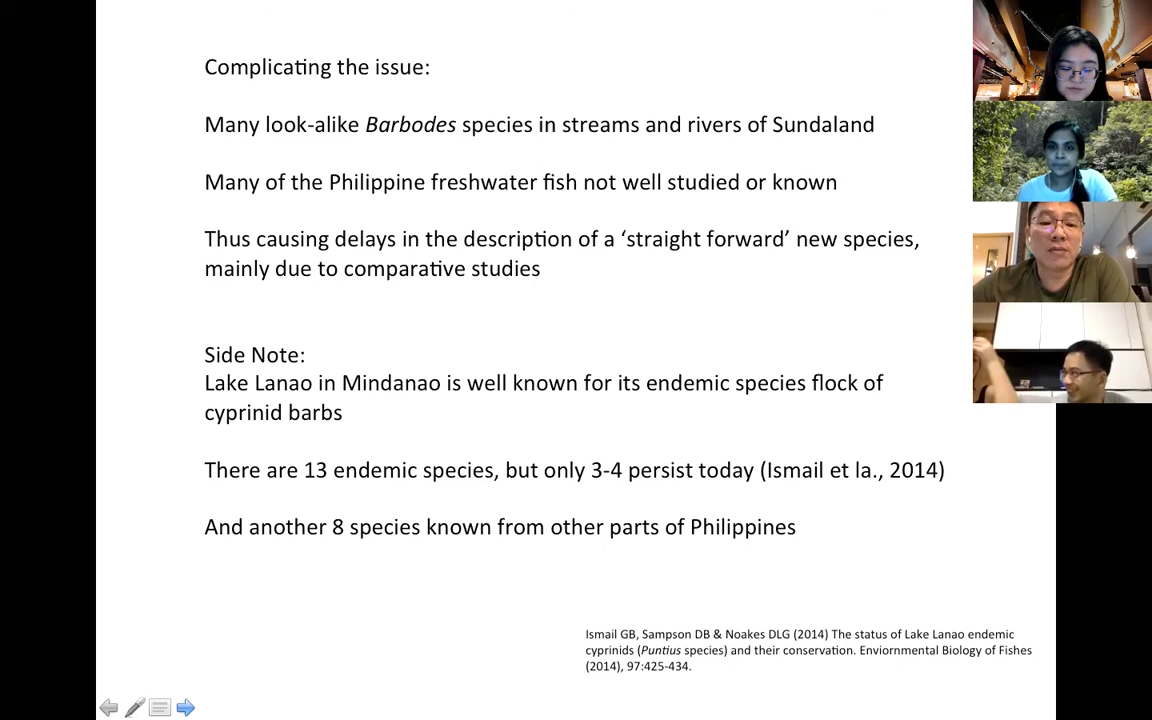 Complicating the issue:
Many look-alike Barbodes species in streams and rivers of Sundaland
Many of the Philippine freshwater fish not well studied or known
Thus causing delays in the description of a ‘straight forward’ new species,
mainly due to comparative studies
Side Note:
Lake Lanao in Mindanao is well known for its endemic species flock of
cyprinid barbs
There are 13 endemic species, but only 3-4 persist today (Ismail et la., 2014)
And another 8 species known from other parts of Philippines
Ismail GB, Sampson DB & Noakes DLG (2014) The status of Lake Lanao endemic
cyprinids (Puntius species) and their conservation. Enviornmental Biology of Fishes
(2014), 97:425-434.